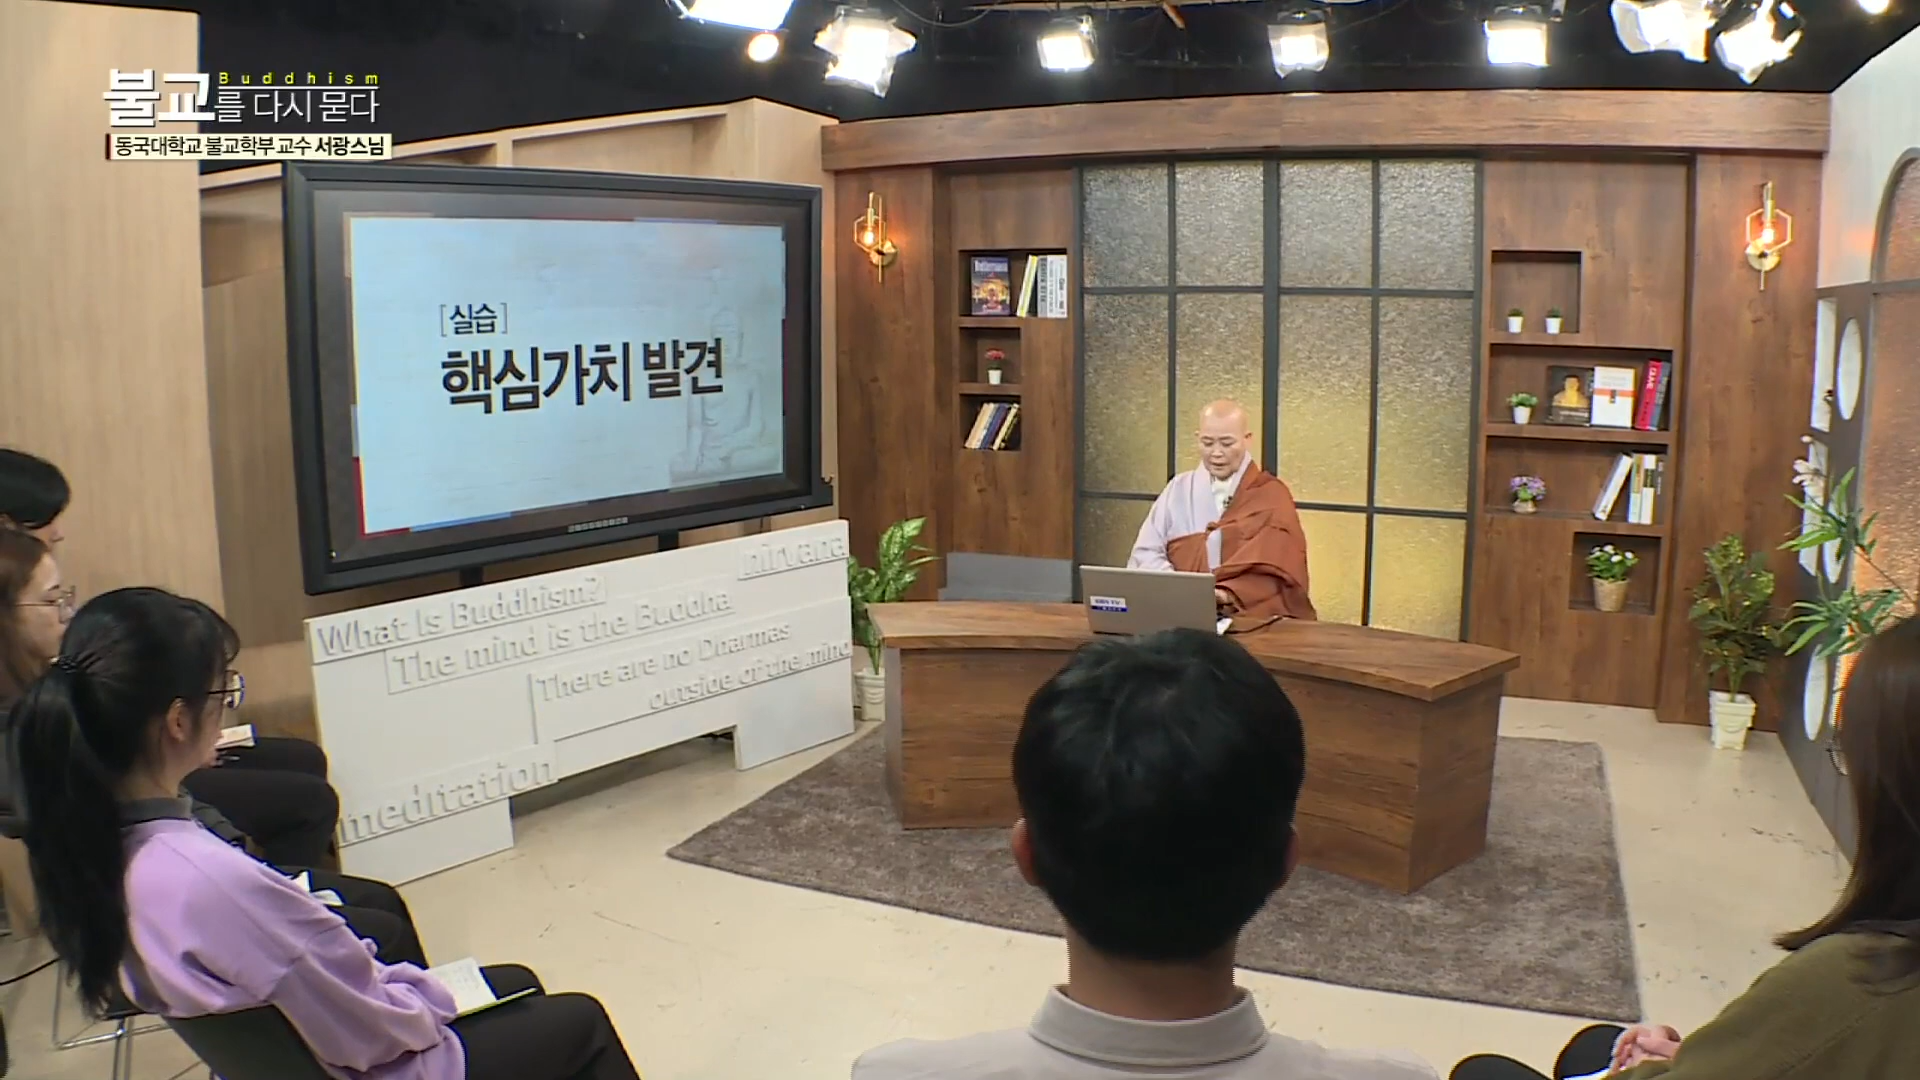 Buddhism
불교를 다시 묻다
동국대학교 불교학부 교수 서광스님
[실습]
핵심가치 발견
nirvana
What Is Buddhism?
The mind is the Buddha
There are no Dharmas
outside of the mind
meditation